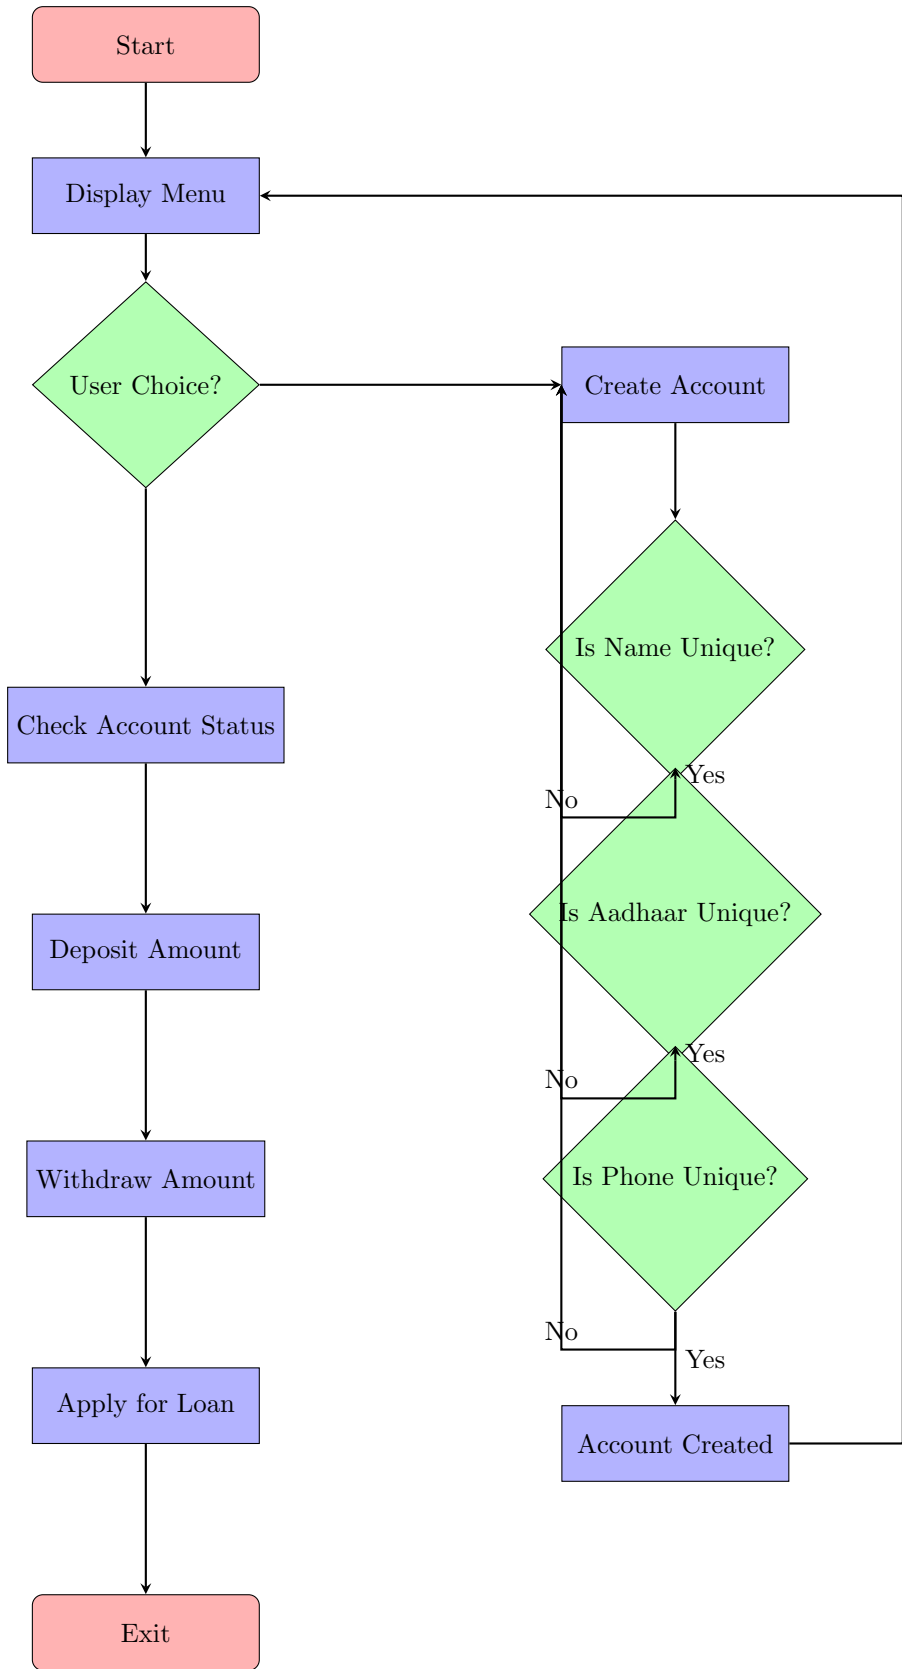 Start
Display Menu
User Choice?
Create Account
Is Name Unique?
Check Account Status
Yes
No
Is Aadhaar Unique?
Deposit Amount
Yes
No
Is Phone Unique?
Withdraw Amount
No
Yes
Apply for Loan
Account Created
Exit